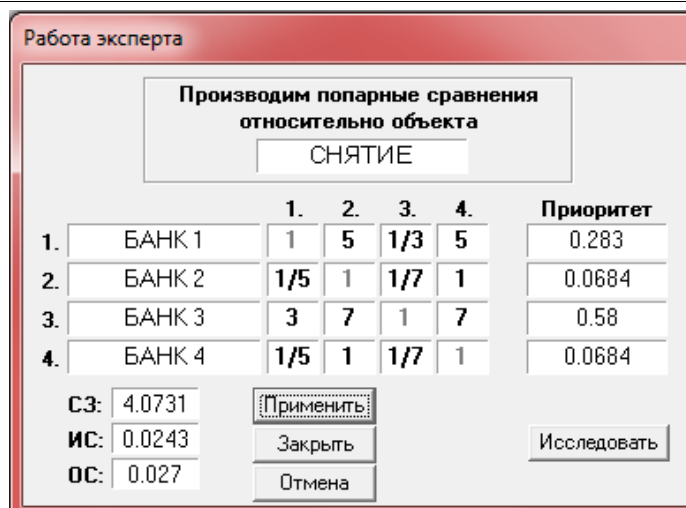 Работа эксперта
Производим попарные сравнения
относительно объекта
СНЯТИЕ
1. 2. 3. 4. Приоритет
1. БАНК 1 1 5 1/3 5 0.283
2. БАНК 2 1/5 1 1/7 1 0.0684
3. БАНК 3 3 7 1 7 0.58
4. БАНК 4 1/5 1 1/7 1 0.0684
СЗ: 4.0731 Применить
ИС: 0.0243 Закрыть Исследовать
ОС: 0.027 Отмена